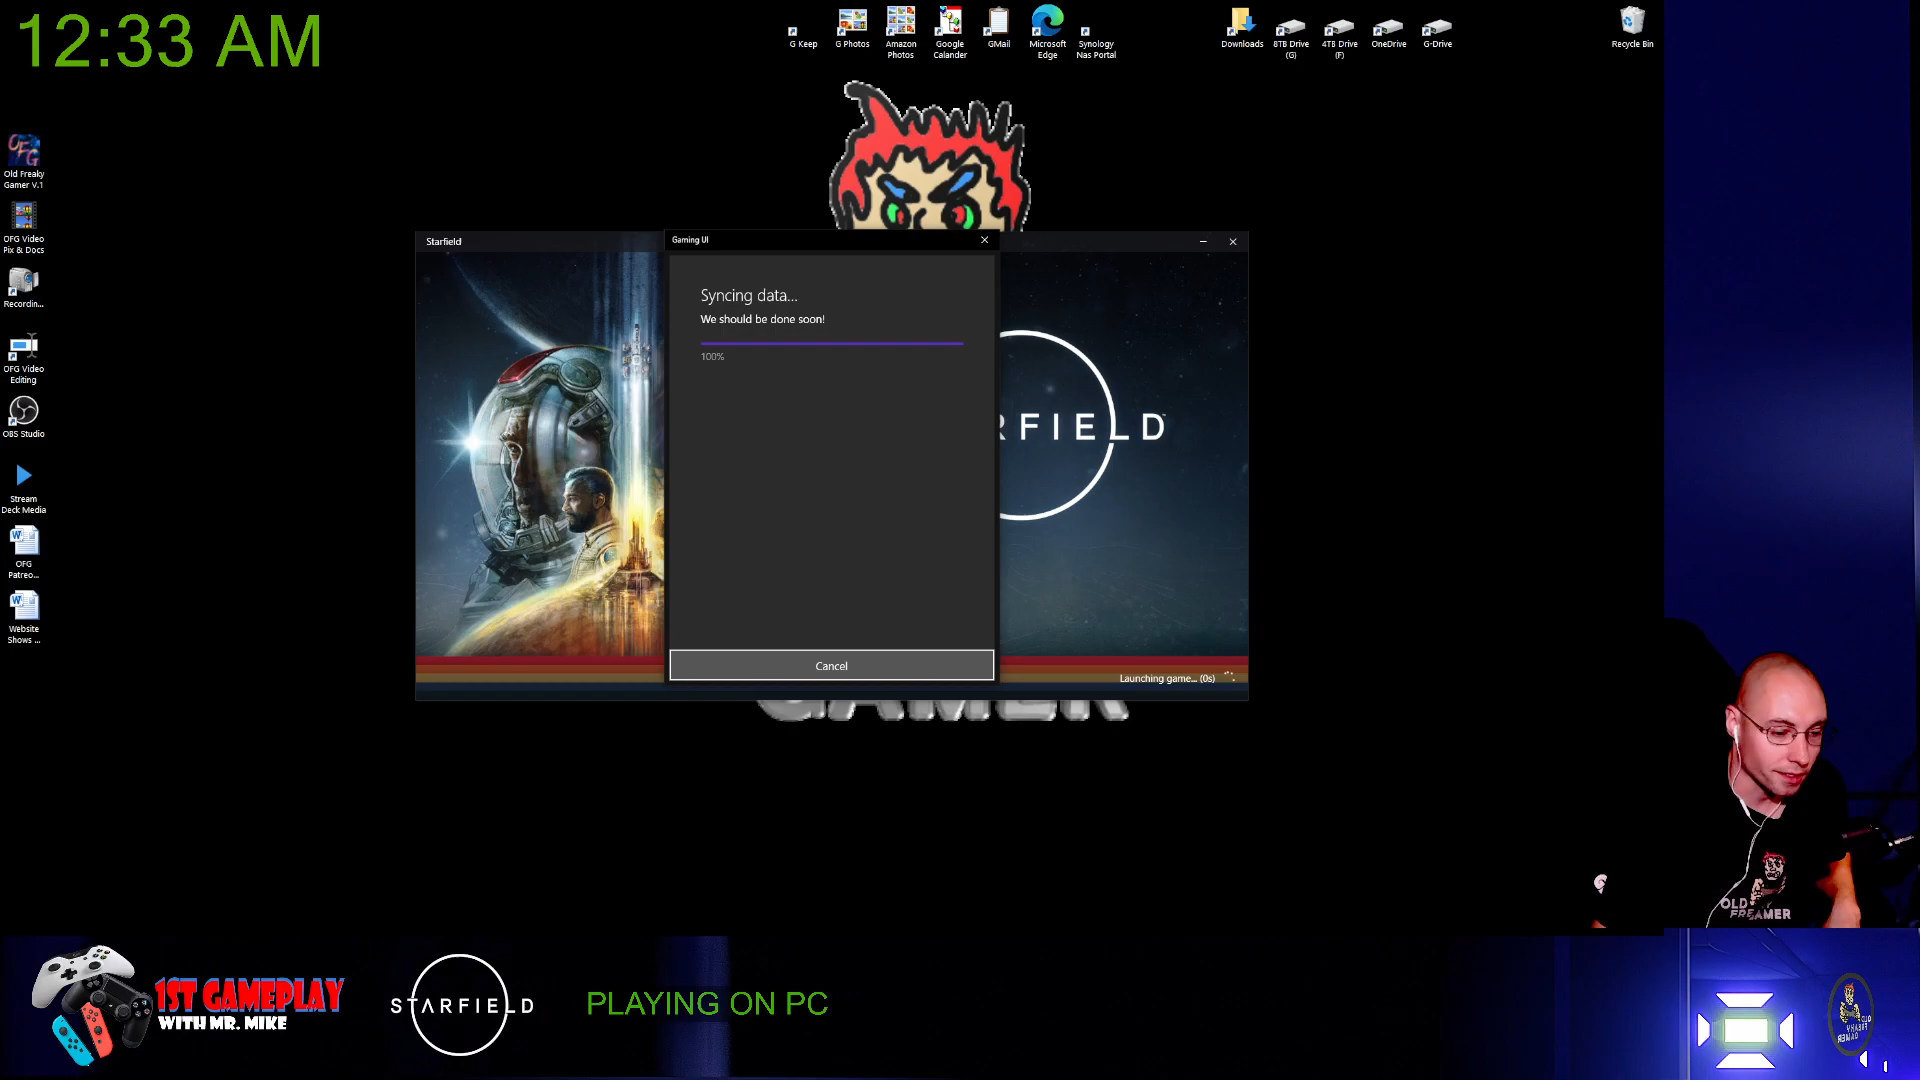 12:33 AM
G Keep
G Photos
Amazon
Photos
Google
Calander
GMail
Microsoft
Edge
Synology
Nas Portal
Downloads
8TB Drive
(G)
4TB Drive
(F)
OneDrive
G-Drive
Recycle Bin
OFG
Old Freaky
Gamer V.1
OFG Video
Pix & Docs
Recordin...
OFG Video
Editing
OBS Studio
Stream
Deck Media
OFG
Patreo...
Website
Shows ...
Starfield
Gaming UI
Syncing data...
We should be done soon!
100%
Cancel
RFIELD
Launching game... (0s)
GAMER
OLD
1ST GAMEPLAY
WITH MR. MIKE
STARFIELD
PLAYING ON PC